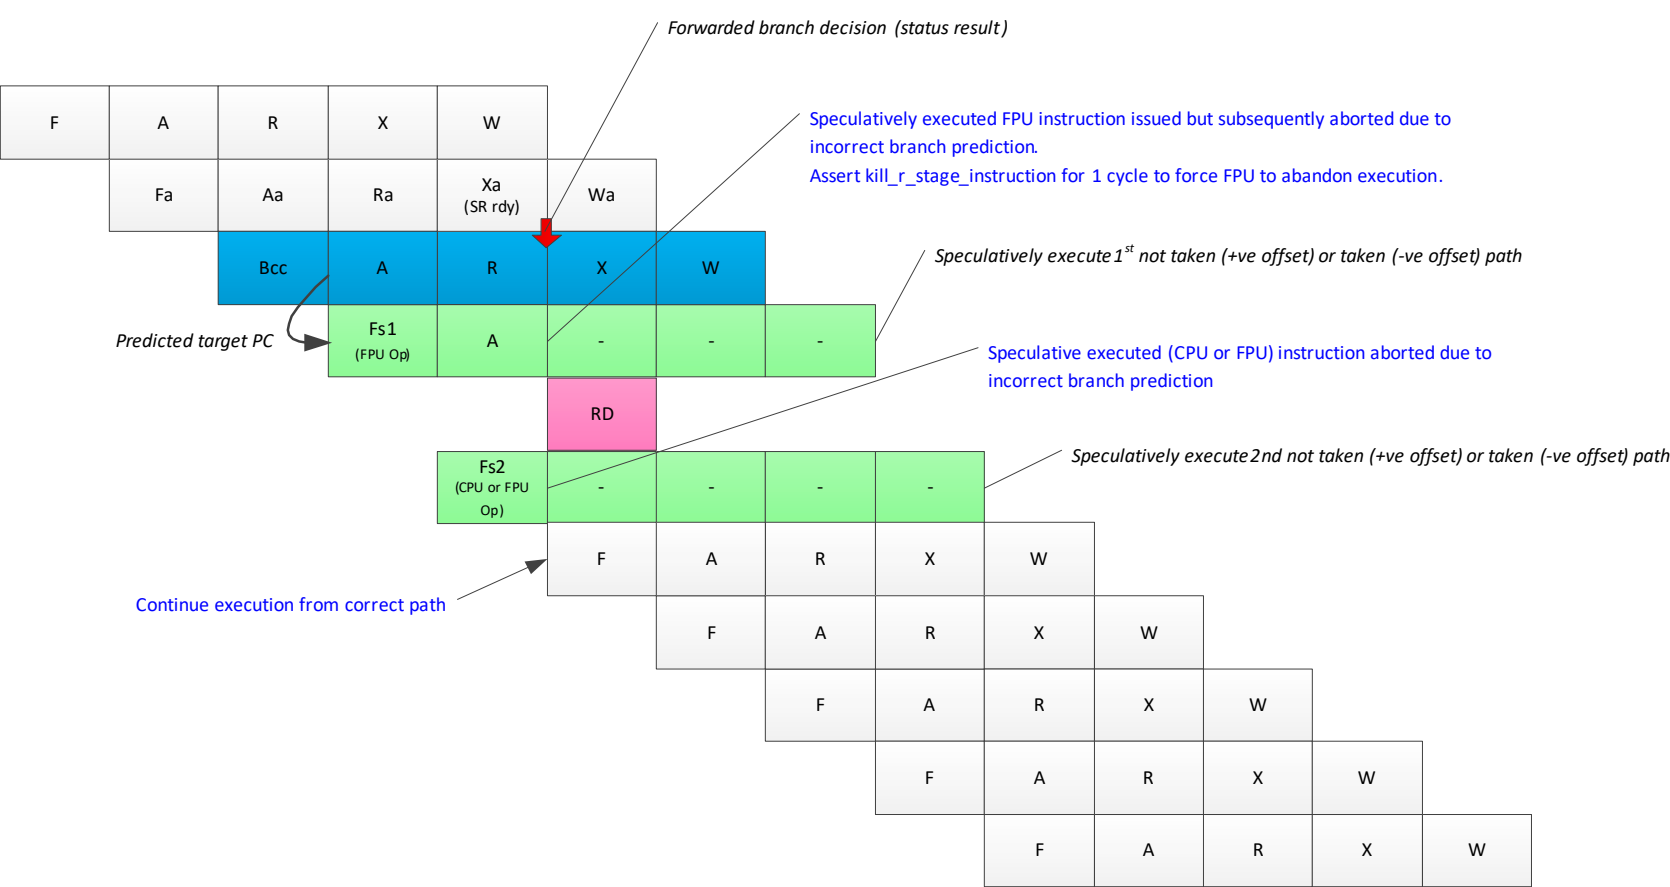 Forwarded branch decision (status result)
F A R X W
Speculatively executed FPU instruction issued but subsequently aborted due to
incorrect branch prediction.
Assert kill_r_stage_instruction for 1 cycle to force FPU to abandon execution.
Fa Aa Ra Xa Wa
(SR rdy)
Bcc A R X W
Speculatively execute 1st not taken (+ve offset) or taken (-ve offset) path
Predicted target PC
Fs1 A - - -
(FPU Op)
Speculative executed (CPU or FPU) instruction aborted due to
incorrect branch prediction
RD
Speculatively execute 2nd not taken (+ve offset) or taken (-ve offset) path
Fs2 - - - -
(CPU or FPU
Op)
F A R X W
Continue execution from correct path
F A R X W
F A R X W
F A R X W
F A R X W